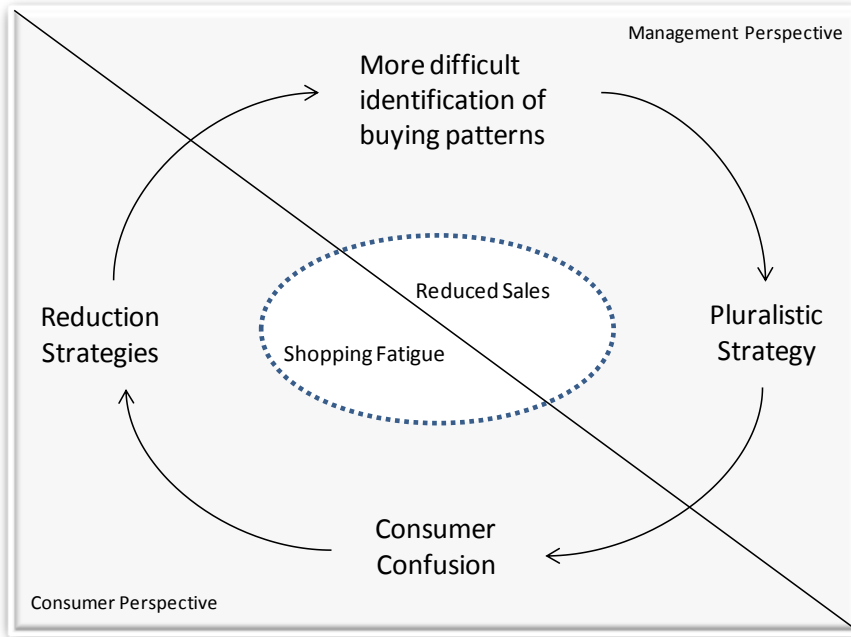 Management Perspective
More difficult
identification of
buying patterns
Reduced Sales
Reduction
Strategies
Pluralistic
Strategy
Shopping Fatigue
Consumer
Confusion
Consumer Perspective